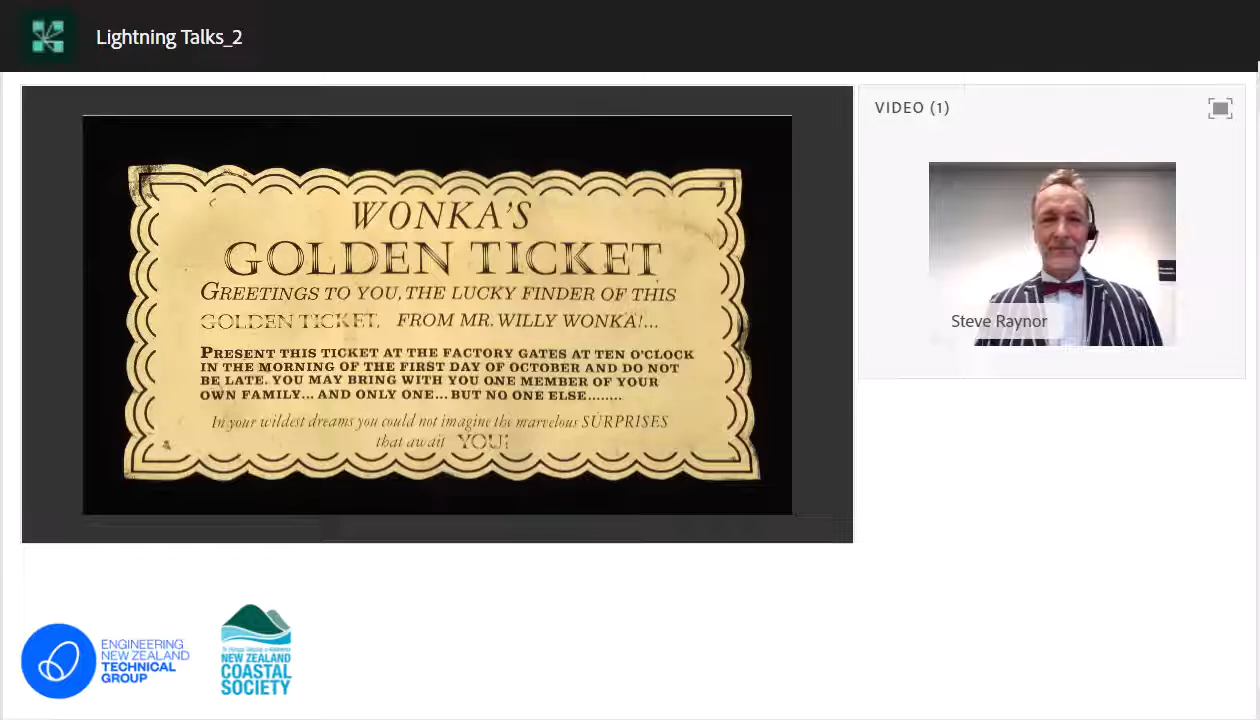 Lightning Talks_2
WONKA'S
GOLDEN TICKET
GREETINGS TO YOU, THE LUCKY FINDER OF THIS
GOLDEN TICKET, FROM MR. WILLY WONKA!...
PRESENT THIS TICKET AT THE FACTORY GATES AT TEN O'CLOCK
IN THE MORNING OF THE FIRST DAY OF OCTOBER AND DO NOT
BE LATE. YOU MAY BRING WITH YOU ONE MEMBER OF YOUR
OWN FAMILY... AND ONLY ONE... BUT NO ONE ELSE........
In your wildest dreams you could not imagine the marvelous SURPRISES
that await YOU!
VIDEO (1)
Steve Raynor
ENGINEERING
NEW ZEALAND
TECHNICAL
GROUP
NEW ZEALAND
COASTAL
SOCIETY